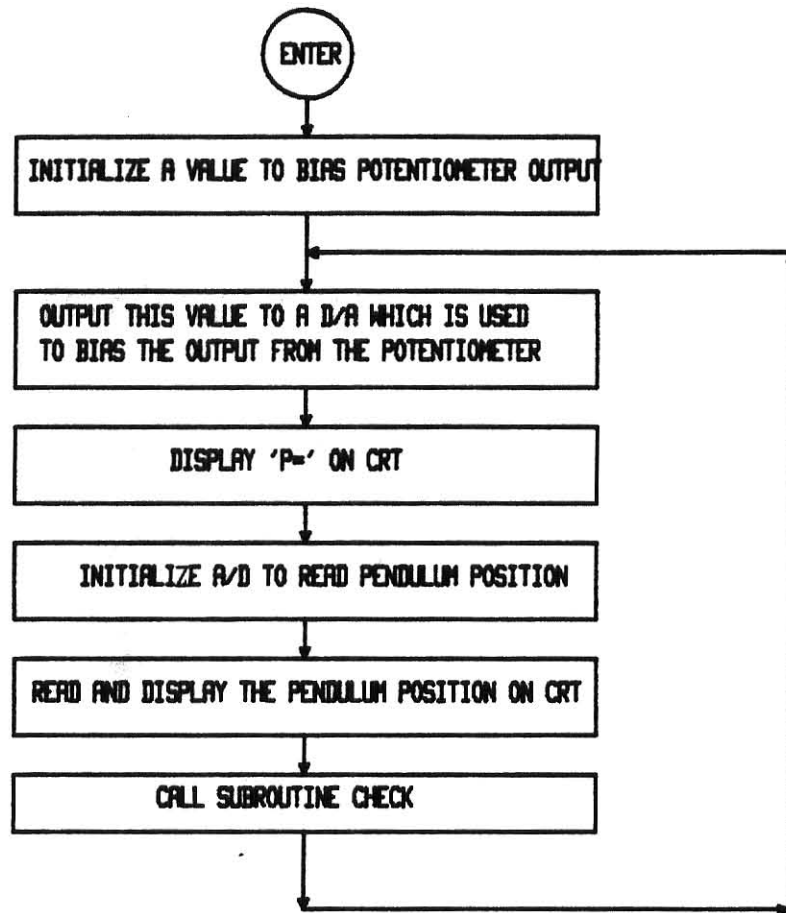 ENTER
INITIALIZE A VALUE TO BIAS POTENTIOMETER OUTPUT
OUTPUT THIS VALUE TO A D/A WHICH IS USED
TO BIAS THE OUTPUT FROM THE POTENTIOMETER
DISPLAY 'P=' ON CRT
INITIALIZE A/D TO READ PENDULUM POSITION
READ AND DISPLAY THE PENDULUM POSITION ON CRT
CALL SUBROUTINE CHECK